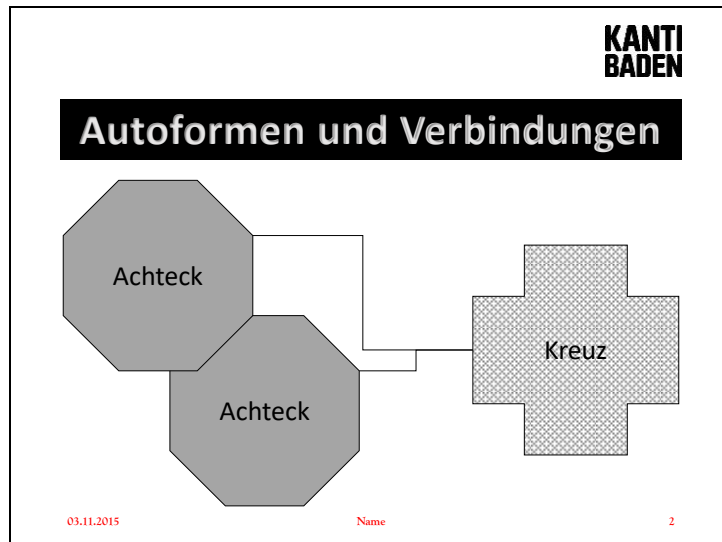 KANTI
BADEN
Autoformen und Verbindungen
Achteck
Kreuz
Achteck
03.11.2015 Name 2